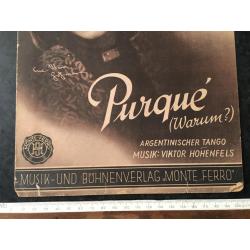 Purqué
(Warum?)
ARGENTINISCHER TANGO
MUSIK: VIKTOR HOHENFELS
MUSIK-UND BÜHNENVERLAG „MONTE FERRO"